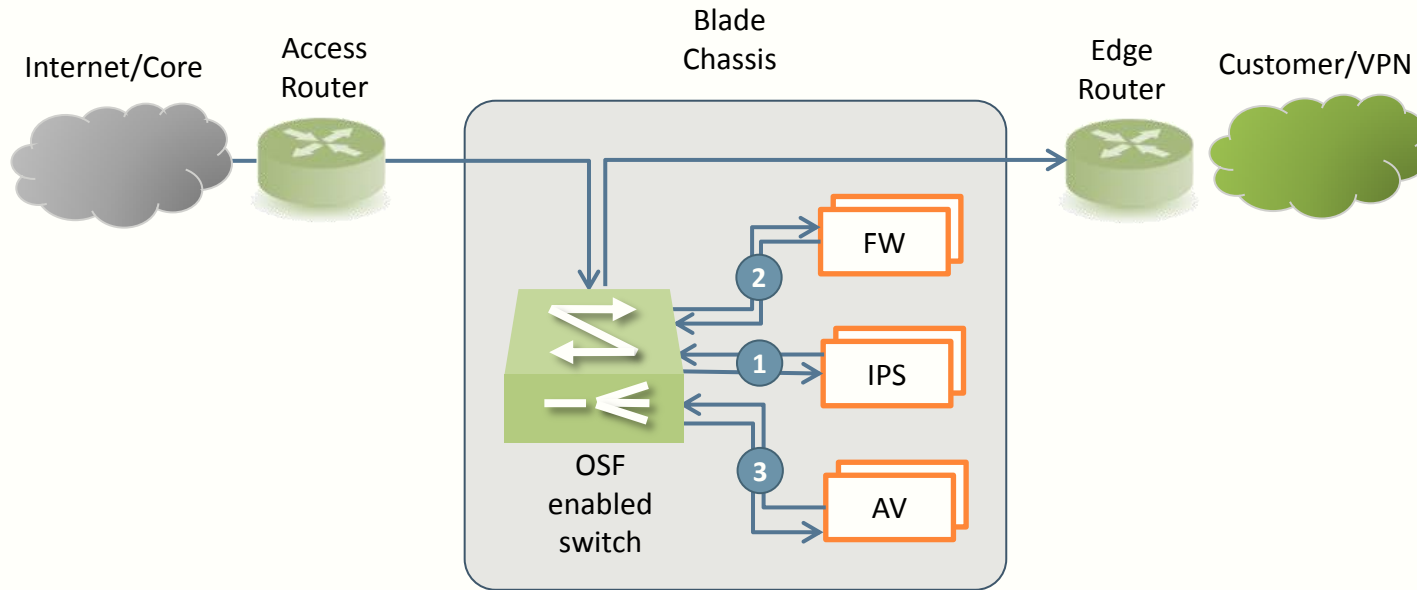 Internet/Core
Access
Router
Blade
Chassis
Edge
Router
Customer/VPN
FW
2
1
IPS
3
AV
OSF
enabled
switch